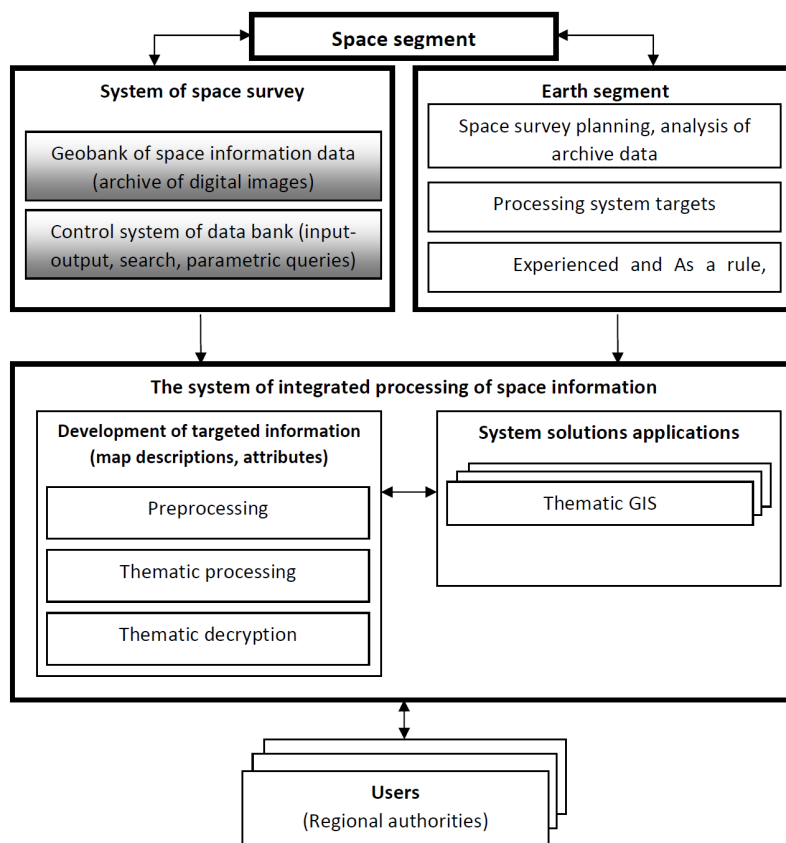 Space segment
System of space survey
Geobank of space information data
(archive of digital images)
Control system of data bank (input-
output, search, parametric queries)
Earth segment
Space survey planning, analysis of
archive data
Processing system targets
Experienced and As a rule,
The system of integrated processing of space information
Development of targeted information
(map descriptions, attributes)
Preprocessing
Thematic processing
Thematic decryption
System solutions applications
Thematic GIS
Users
(Regional authorities)